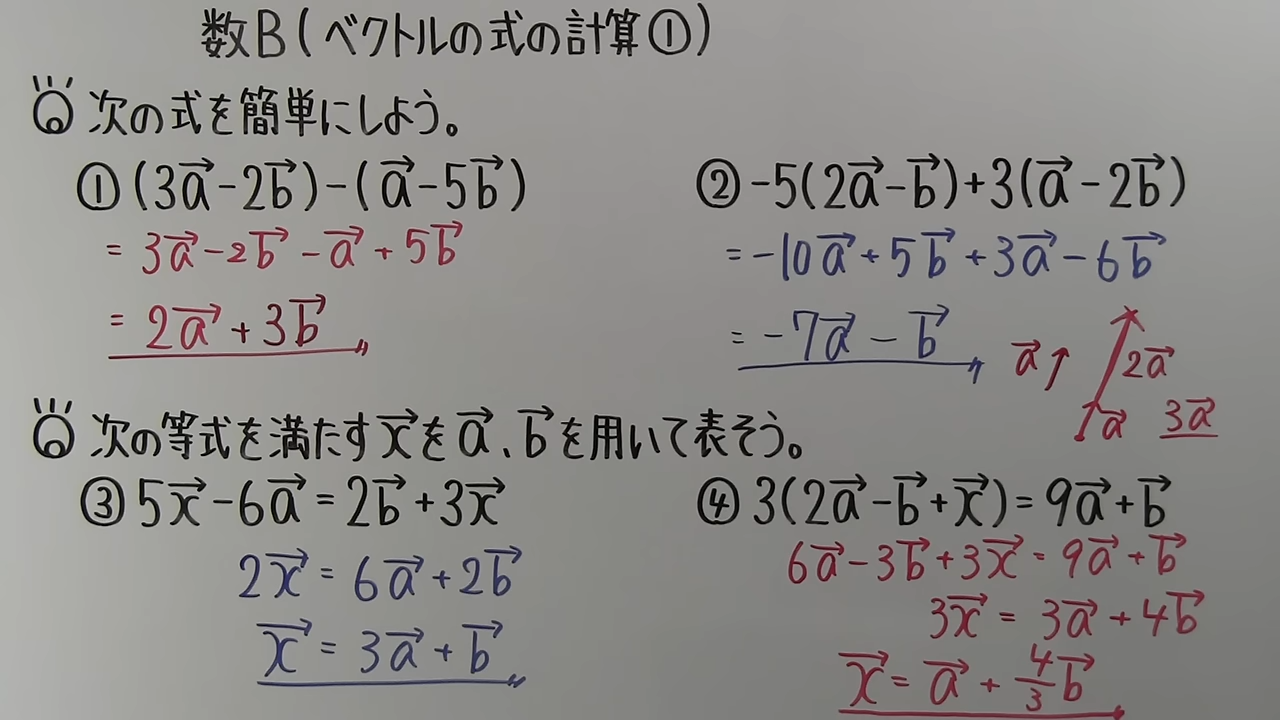 数B(ベクトルの式の計算①)
次の式を簡単にしよう。
①(3a⃗-2b⃗)-(a⃗-5b⃗)
=3a⃗-2b⃗-a⃗+5b⃗
=2a⃗+3b⃗
②-5(2a⃗-b⃗)+3(a⃗-2b⃗)
=-10a⃗+5b⃗+3a⃗-6b⃗
=-7a⃗-b⃗
a⃗
2a⃗
a⃗
3a⃗
次の等式を満たすx⃗をa⃗、b⃗を用いて表そう。
③5x⃗-6a⃗=2b⃗+3x⃗
2x⃗=6a⃗+2b⃗
x⃗=3a⃗+b⃗
④3(2a⃗-b⃗+x⃗)=9a⃗+b⃗
6a⃗-3b⃗+3x⃗=9a⃗+b⃗
3x⃗=3a⃗+4b⃗
x⃗=a⃗+4/3b⃗